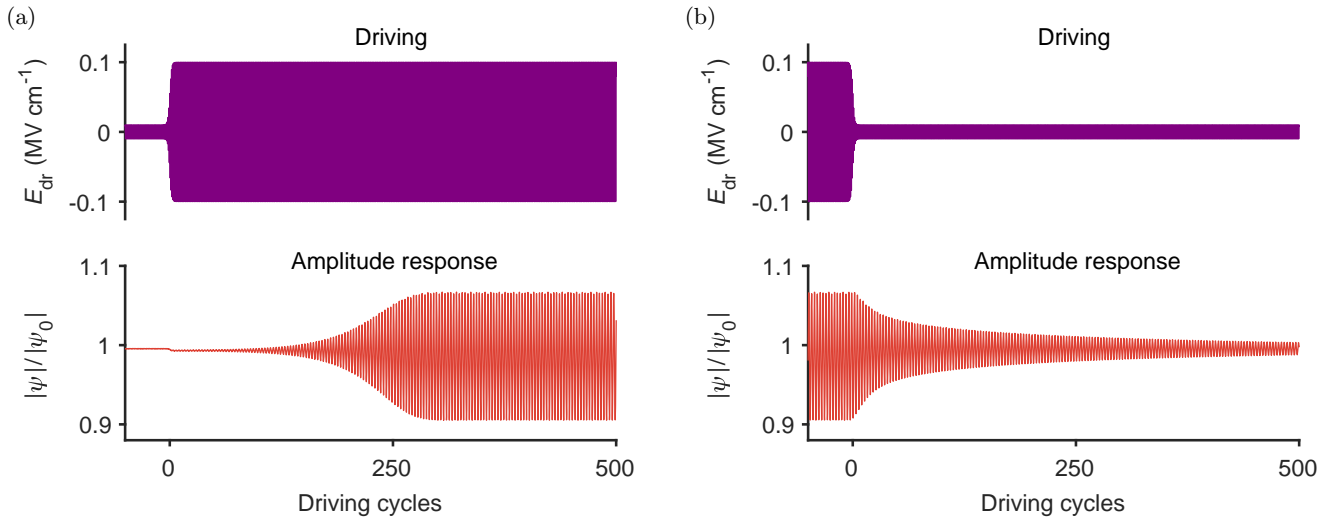 (a)
Driving
E_dr (MV cm⁻¹)
0.1
0
-0.1
Amplitude response
|ψ| / |ψ₀|
1.1
1
0.9
0
250
500
Driving cycles
(b)
Driving
E_dr (MV cm⁻¹)
0.1
0
-0.1
Amplitude response
|ψ| / |ψ₀|
1.1
1
0.9
0
250
500
Driving cycles